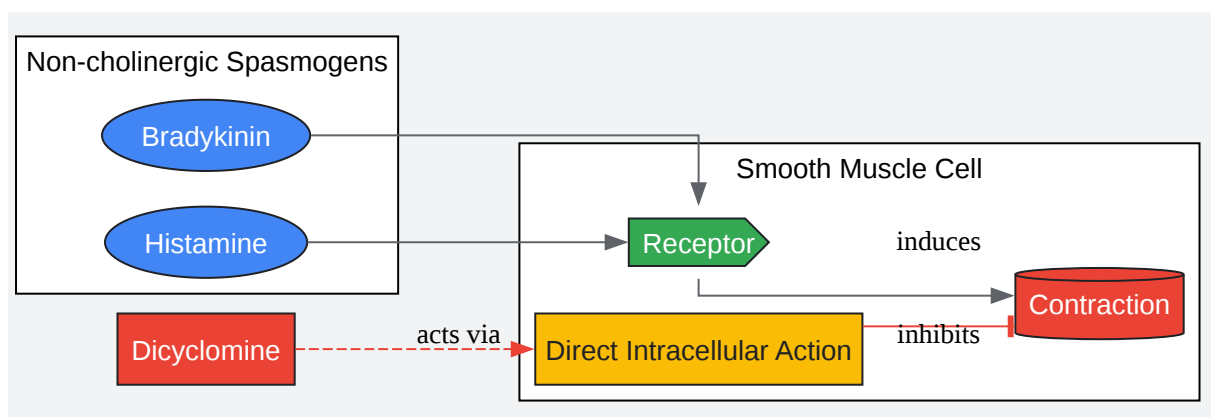 Non-cholinergic Spasmogens
Bradykinin
Histamine
Dicyclomine
acts via
Smooth Muscle Cell
Receptor
induces
Contraction
Direct Intracellular Action
inhibits